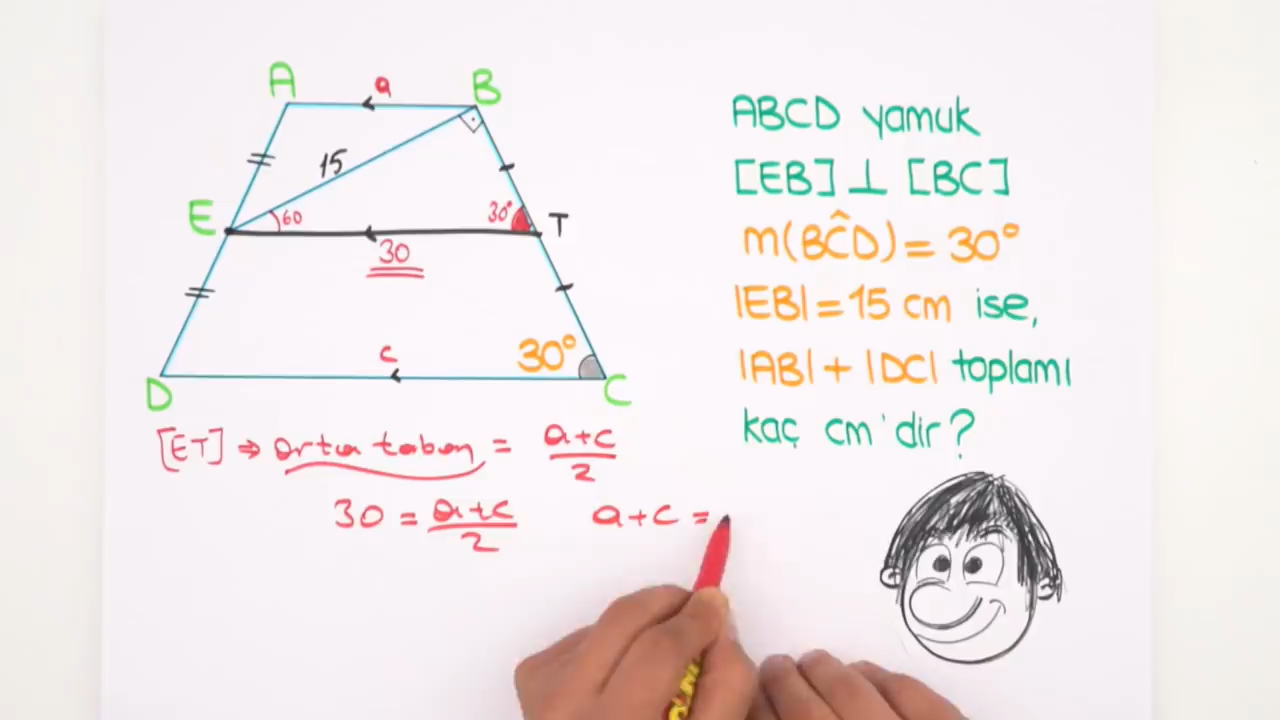 A a B
15
E 60 30° T
30
c 30°
D C
ABCD yamuk
[EB] ⊥ [BC]
m(BĈD) = 30°
|EB| = 15 cm ise,
|AB| + |DC| toplamı
kaç cm'dir?
[ET] ⇒ orta taban = a+c/2
30 = a+c/2 a+c =